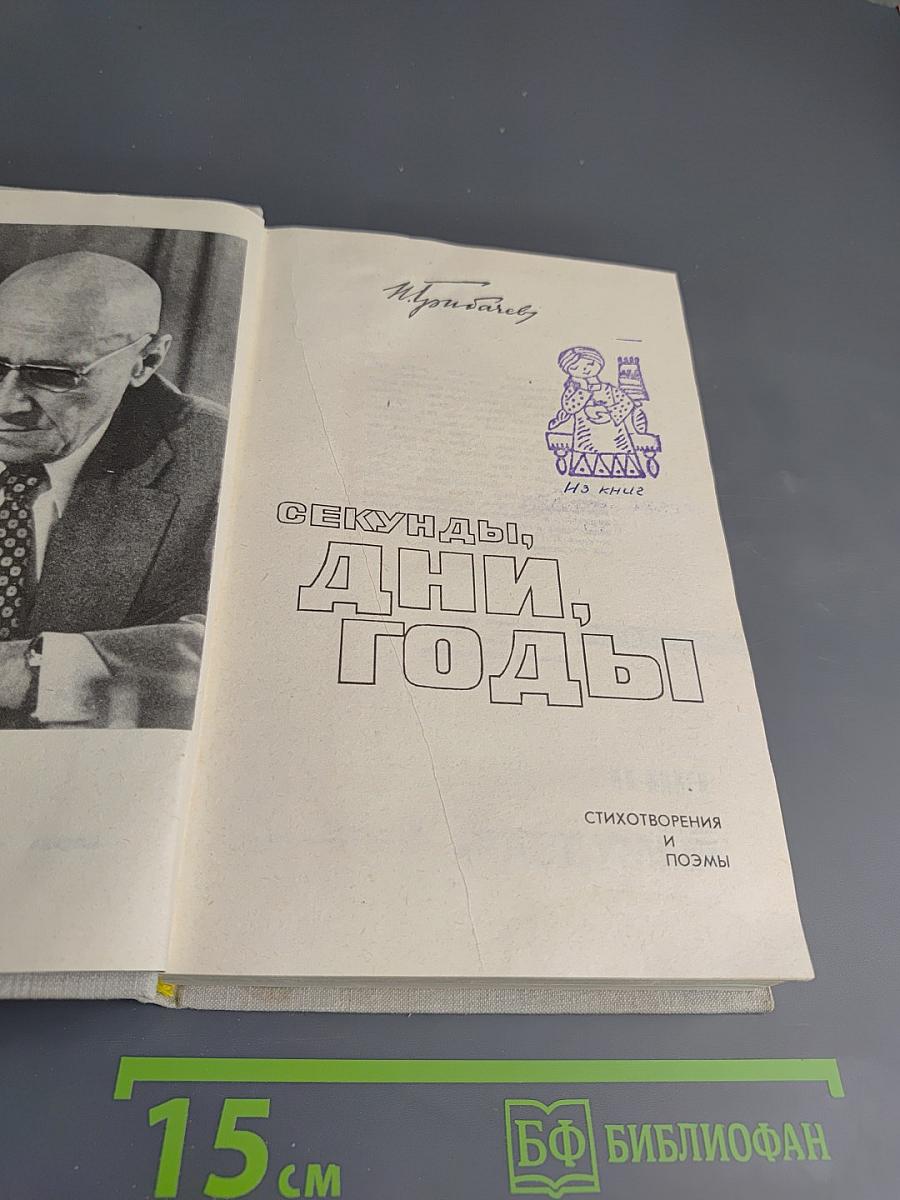 Н. Грибачев
Из книг
СЕКУНДЫ,
ДНИ,
ГОДЫ
СТИХОТВОРЕНИЯ
И
ПОЭМЫ
15 см
БФ БИБЛИОФАН